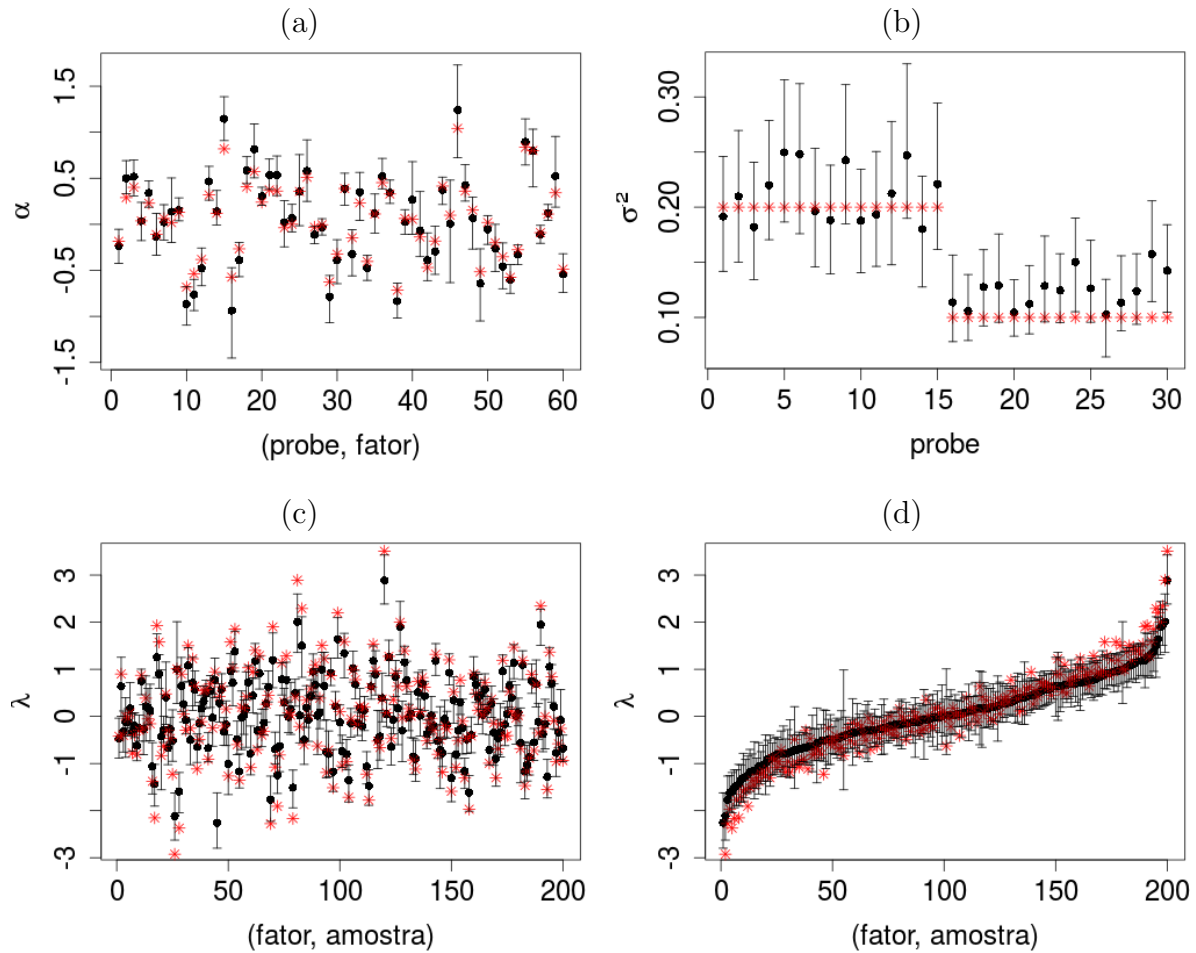 (a)
α
1.5
0.5
-0.5
-1.5
0 10 20 30 40 50 60
(probe, fator)
(b)
σ²
0.30
0.20
0.10
0 5 10 15 20 25 30
probe
(c)
λ
3
2
1
0
-1
-3
0 50 100 150 200
(fator, amostra)
(d)
λ
3
2
1
0
-1
-3
0 50 100 150 200
(fator, amostra)